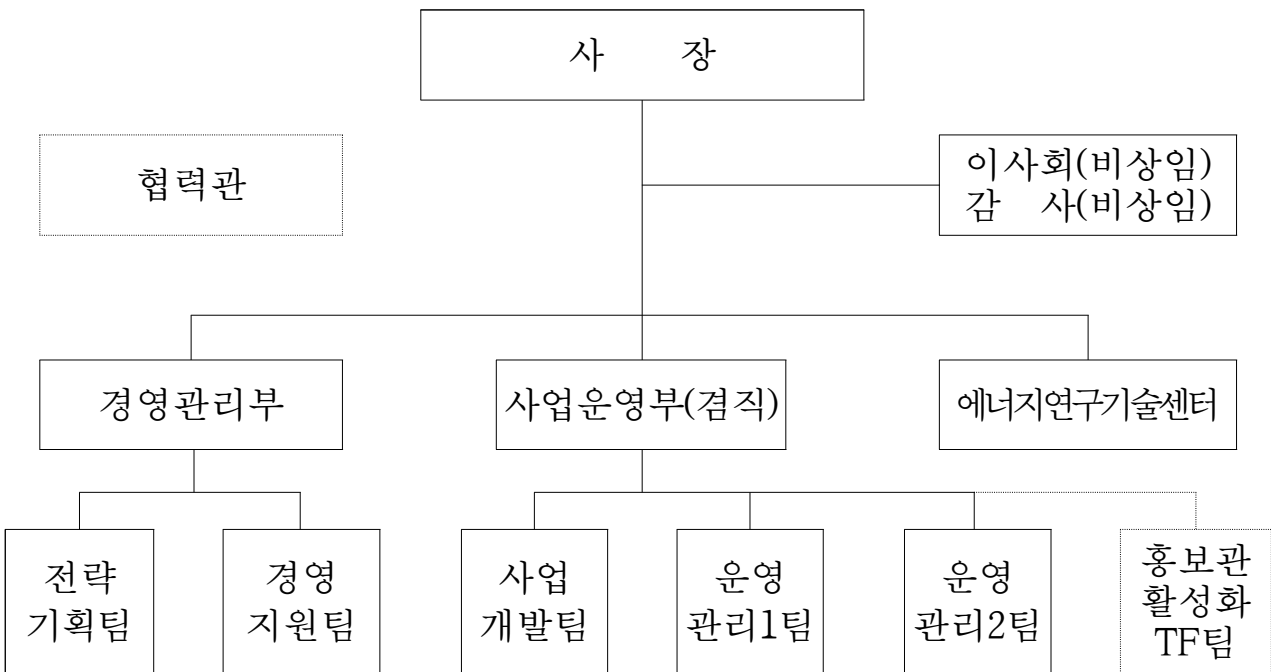 사 장
협력관
이사회(비상임)
감 사(비상임)
경영관리부
사업운영부(겸직)
에너지연구기술센터
전략
기획팀
경영
지원팀
사업
개발팀
운영
관리1팀
운영
관리2팀
홍보관
활성화
TF팀